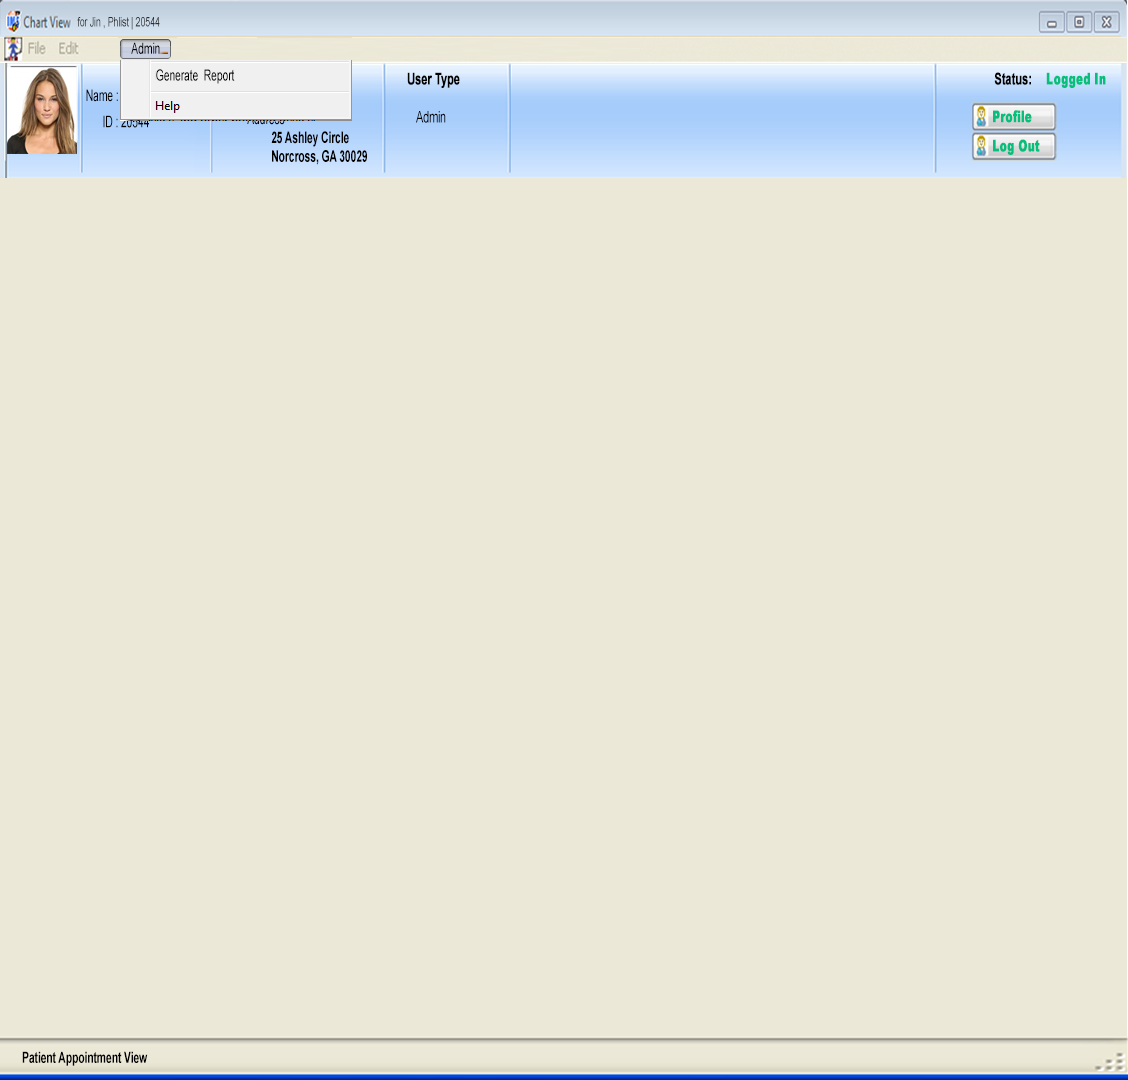 Chart View for Jin , Phlist | 20544
File Edit Admin
Generate Report
Help
Name :
ID : 20544
Address
25 Ashley Circle
Norcross, GA 30029
User Type
Admin
Status: Logged In
Profile
Log Out
Patient Appointment View